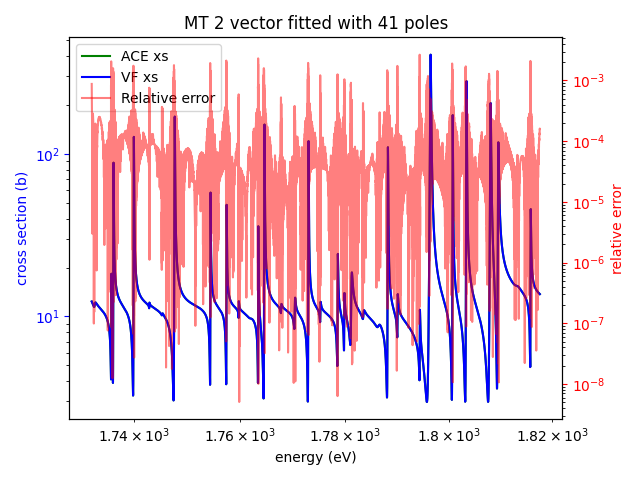 MT 2 vector fitted with 41 poles
ACE xs
VF xs
Relative error
cross section (b)
10²
10¹
relative error
10⁻³
10⁻⁴
10⁻⁵
10⁻⁶
10⁻⁷
10⁻⁸
1.74 × 10³ 1.76 × 10³ 1.78 × 10³ 1.8 × 10³ 1.82 × 10³
energy (eV)